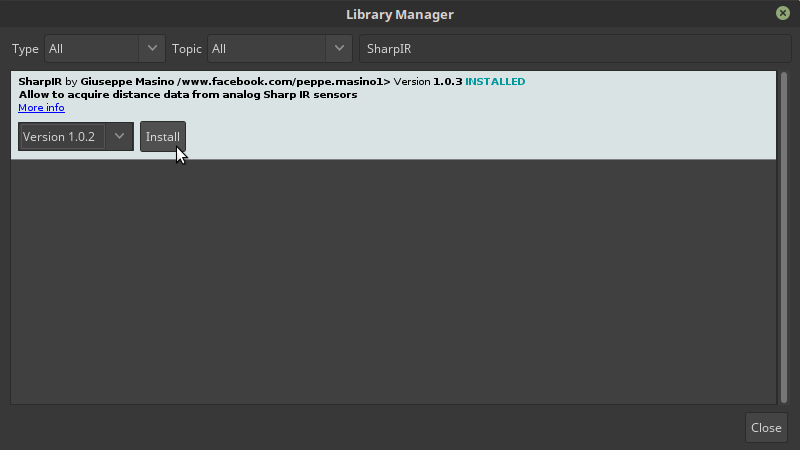 Library Manager
Type All Topic All SharpIR
SharpIR by Giuseppe Masino /www.facebook.com/peppe.masino1> Version 1.0.3 INSTALLED
Allow to acquire distance data from analog Sharp IR sensors
More info
Version 1.0.2 Install
Close